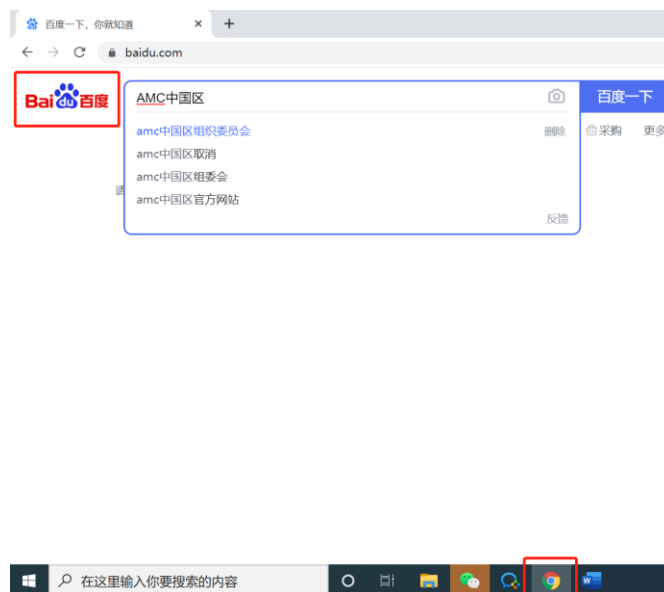 百度一下，你就知道
baidu.com
Bai du 百度
AMC中国区
百度一下
amc中国区组织委员会
删除
采购
更多
amc中国区取消
amc中国区组委会
请
amc中国区官方网站
反馈
在这里输入你要搜索的内容
W